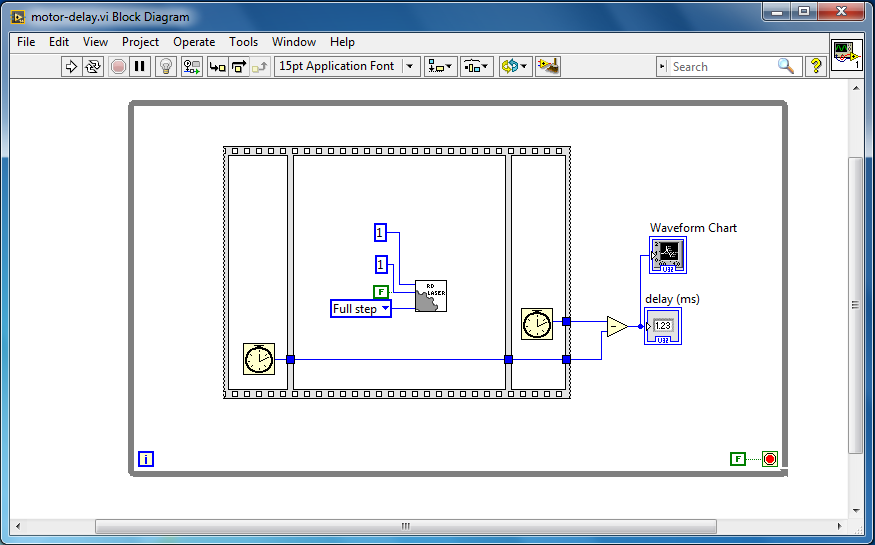 motor-delay.vi Block Diagram
File Edit View Project Operate Tools Window Help
15pt Application Font
Search
?
1
Waveform Chart
U32
1
1
RD
LASER
F
Full step
delay (ms)
1.23
U32
i
F